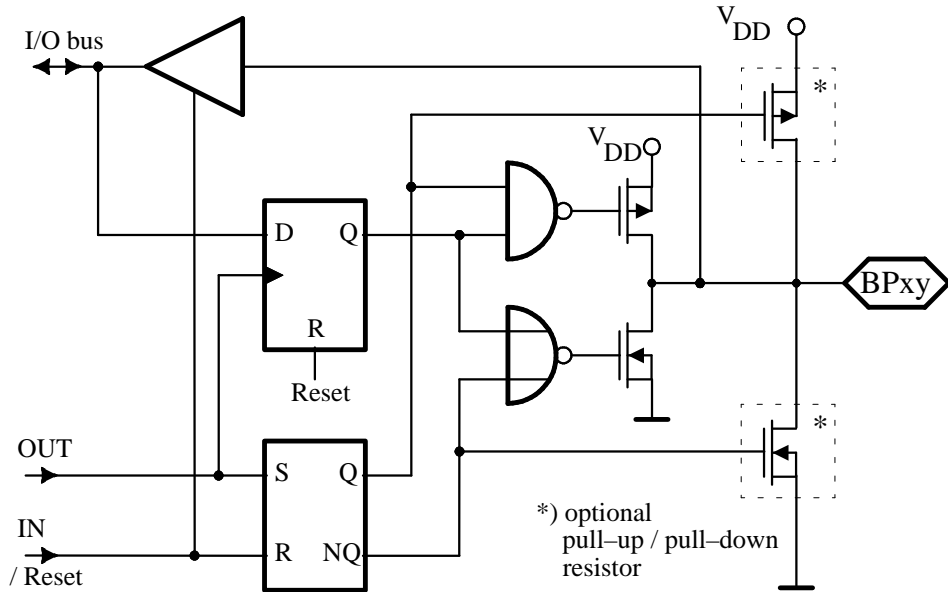 I/O bus
V
DD
*
V
DD
D
Q
BPxy
R
Reset
OUT
S
Q
*
IN
/ Reset
R
NQ
*) optional
pull–up / pull–down
resistor